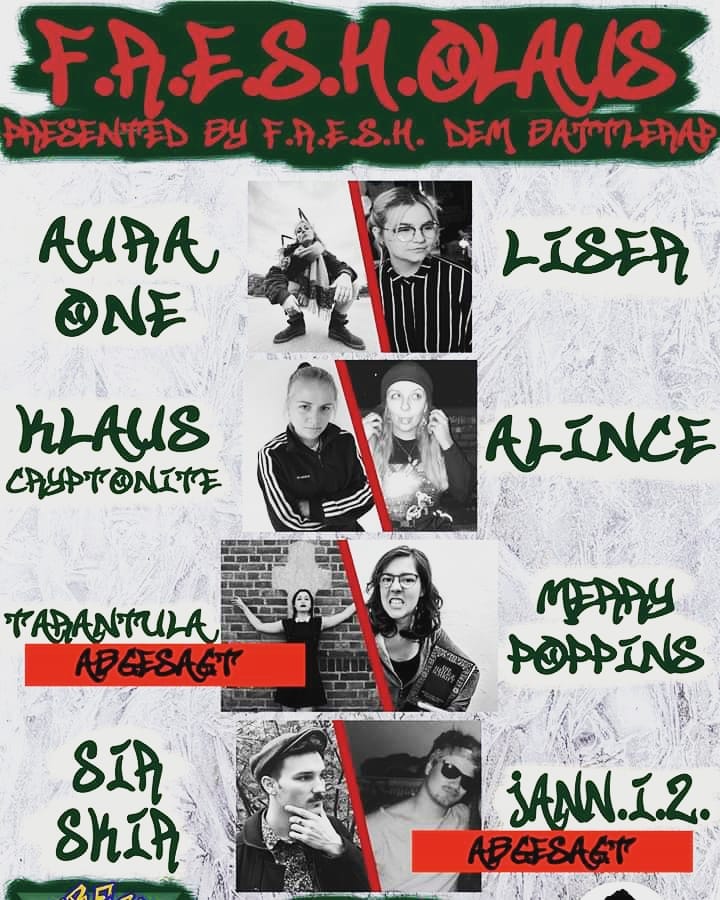 F.R.E.S.H.OLAUS
PRESENTED BY F.R.E.S.H. DEM BATTLERAP
AURA
ONE
LISER
KLAUS
CRYPTONITE
ALINCE
TARANTULA
ABGESAGT
MERRY
POPPINS
SIR
SKIR
JANN.I.2.
ABGESAGT